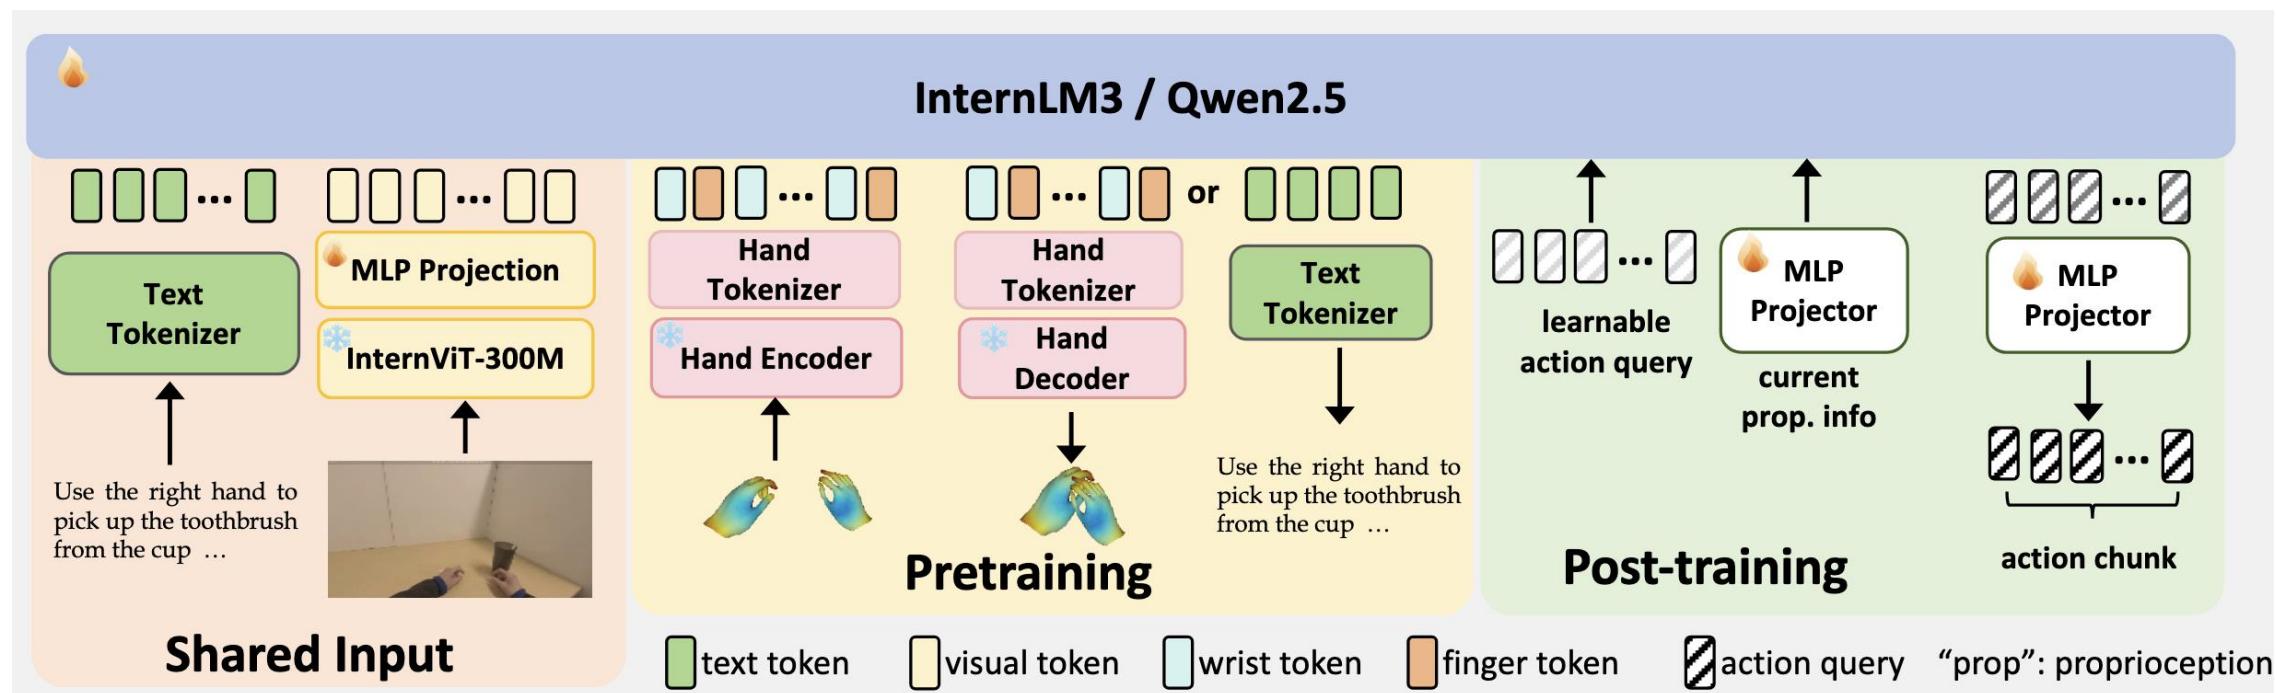 InternLM3 / Qwen2.5
Text
Tokenizer
MLP Projection
InternViT-300M
Use the right hand to
pick up the toothbrush
from the cup ...
Shared Input
Hand
Tokenizer
Hand Encoder
Hand
Tokenizer
Hand
Decoder
or
Text
Tokenizer
Use the right hand to
pick up the toothbrush
from the cup ...
Pretraining
learnable
action query
MLP
Projector
current
prop. info
MLP
Projector
action chunk
Post-training
text token
visual token
wrist token
finger token
action query
“prop”: proprioception